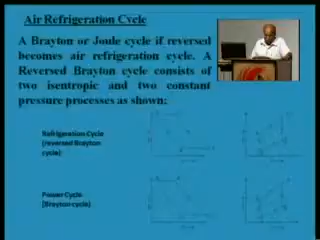 Air Refrigeration Cycle
A Brayton or Joule cycle if reversed
becomes air refrigeration cycle. A
Reversed Brayton cycle consists of
two isentropic and two constant
pressure processes as shown:
Refrigeration Cycle
(reversed Brayton
cycle)
Power Cycle
(Brayton cycle)